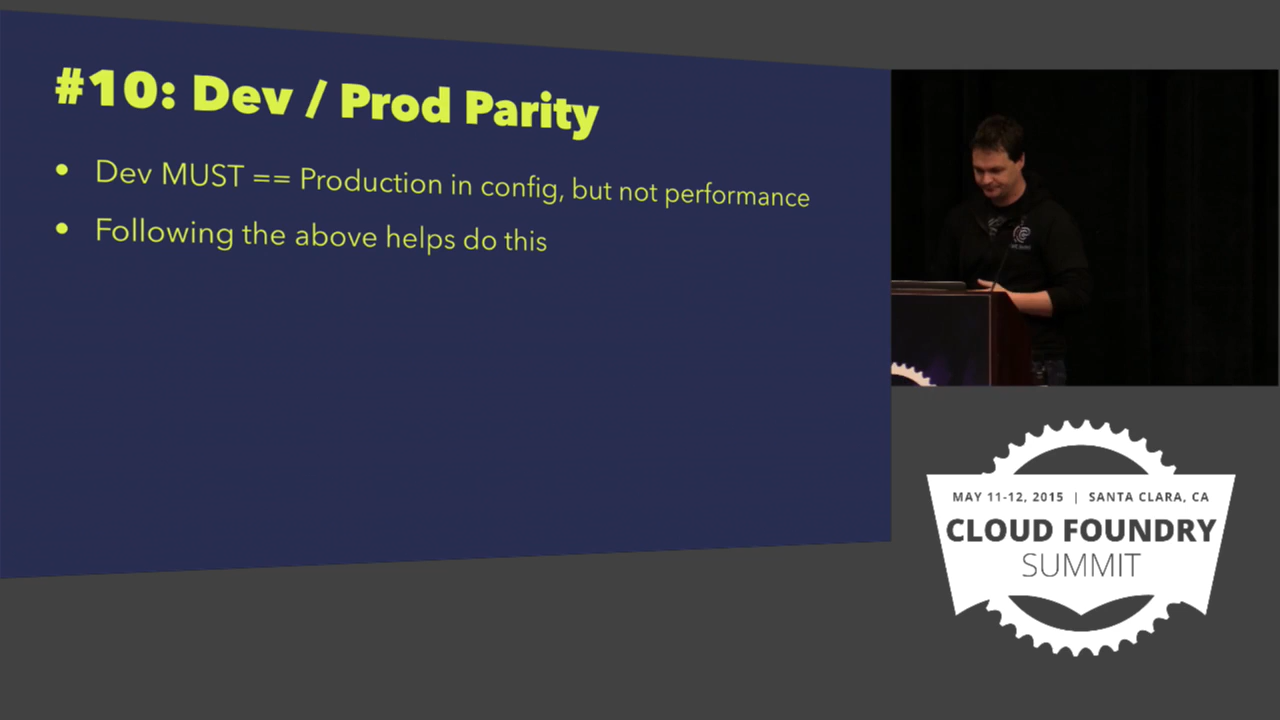 #10: Dev / Prod Parity
• Dev MUST == Production in config, but not performance
• Following the above helps do this
MAY 11-12, 2015 | SANTA CLARA, CA
CLOUD FOUNDRY
SUMMIT